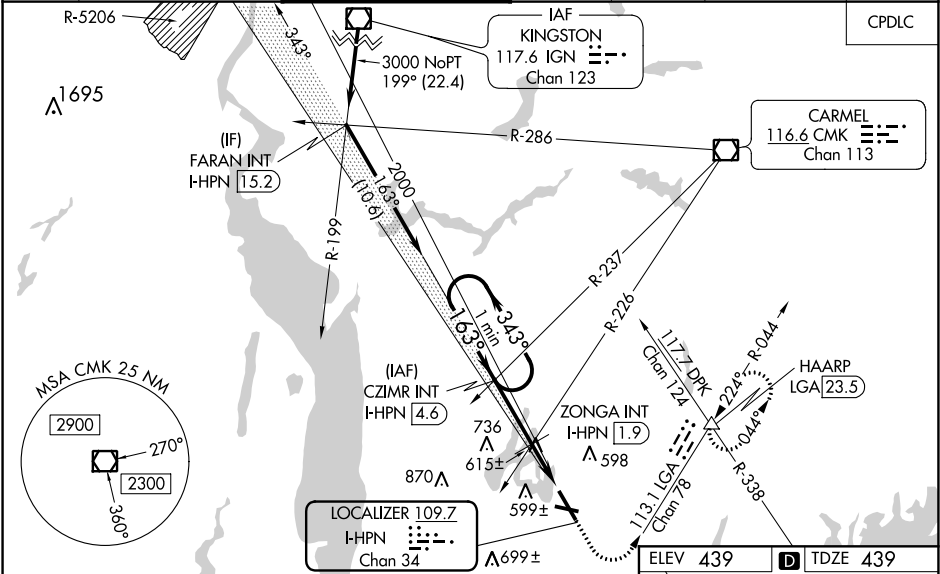 R-5206
343°
3000 NoPT
199° (22.4)
IAF
KINGSTON
117.6 IGN
Chan 123
CPDLC
1695
(IF)
FARAN INT
I-HPN 15.2
R-286
CARMEL
116.6 CMK
Chan 113
2000
163°
(10.6)
R-199
R-237
R-226
163°
1 min
343°
(IAF)
CZIMR INT
I-HPN 4.6
117.7 DPK
Chan 124
R-044
224°
044°
HAARP
LGA 23.5
MSA CMK 25 NM
2900
270°
2300
360°
736
615±
ZONGA INT
I-HPN 1.9
598
870
599±
113.1 LGA
Chan 78
R-338
LOCALIZER 109.7
I-HPN
Chan 34
699±
ELEV 439
D
TDZE 439